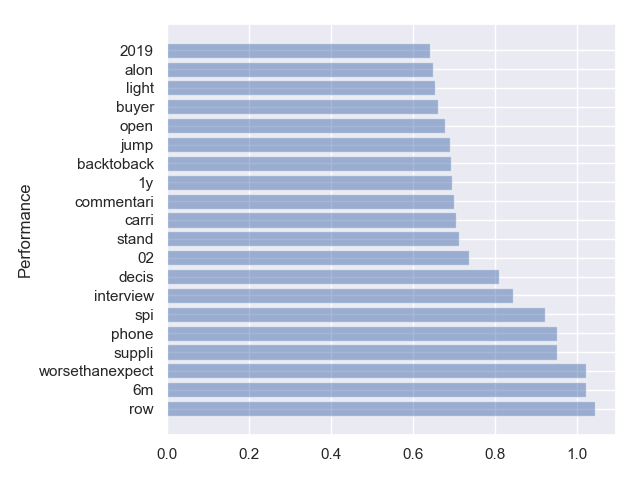 Performance
2019
alon
light
buyer
open
jump
backtoback
1y
commentari
carri
stand
02
decis
interview
spi
phone
suppli
worsethanexpect
6m
row
0.0 0.2 0.4 0.6 0.8 1.0